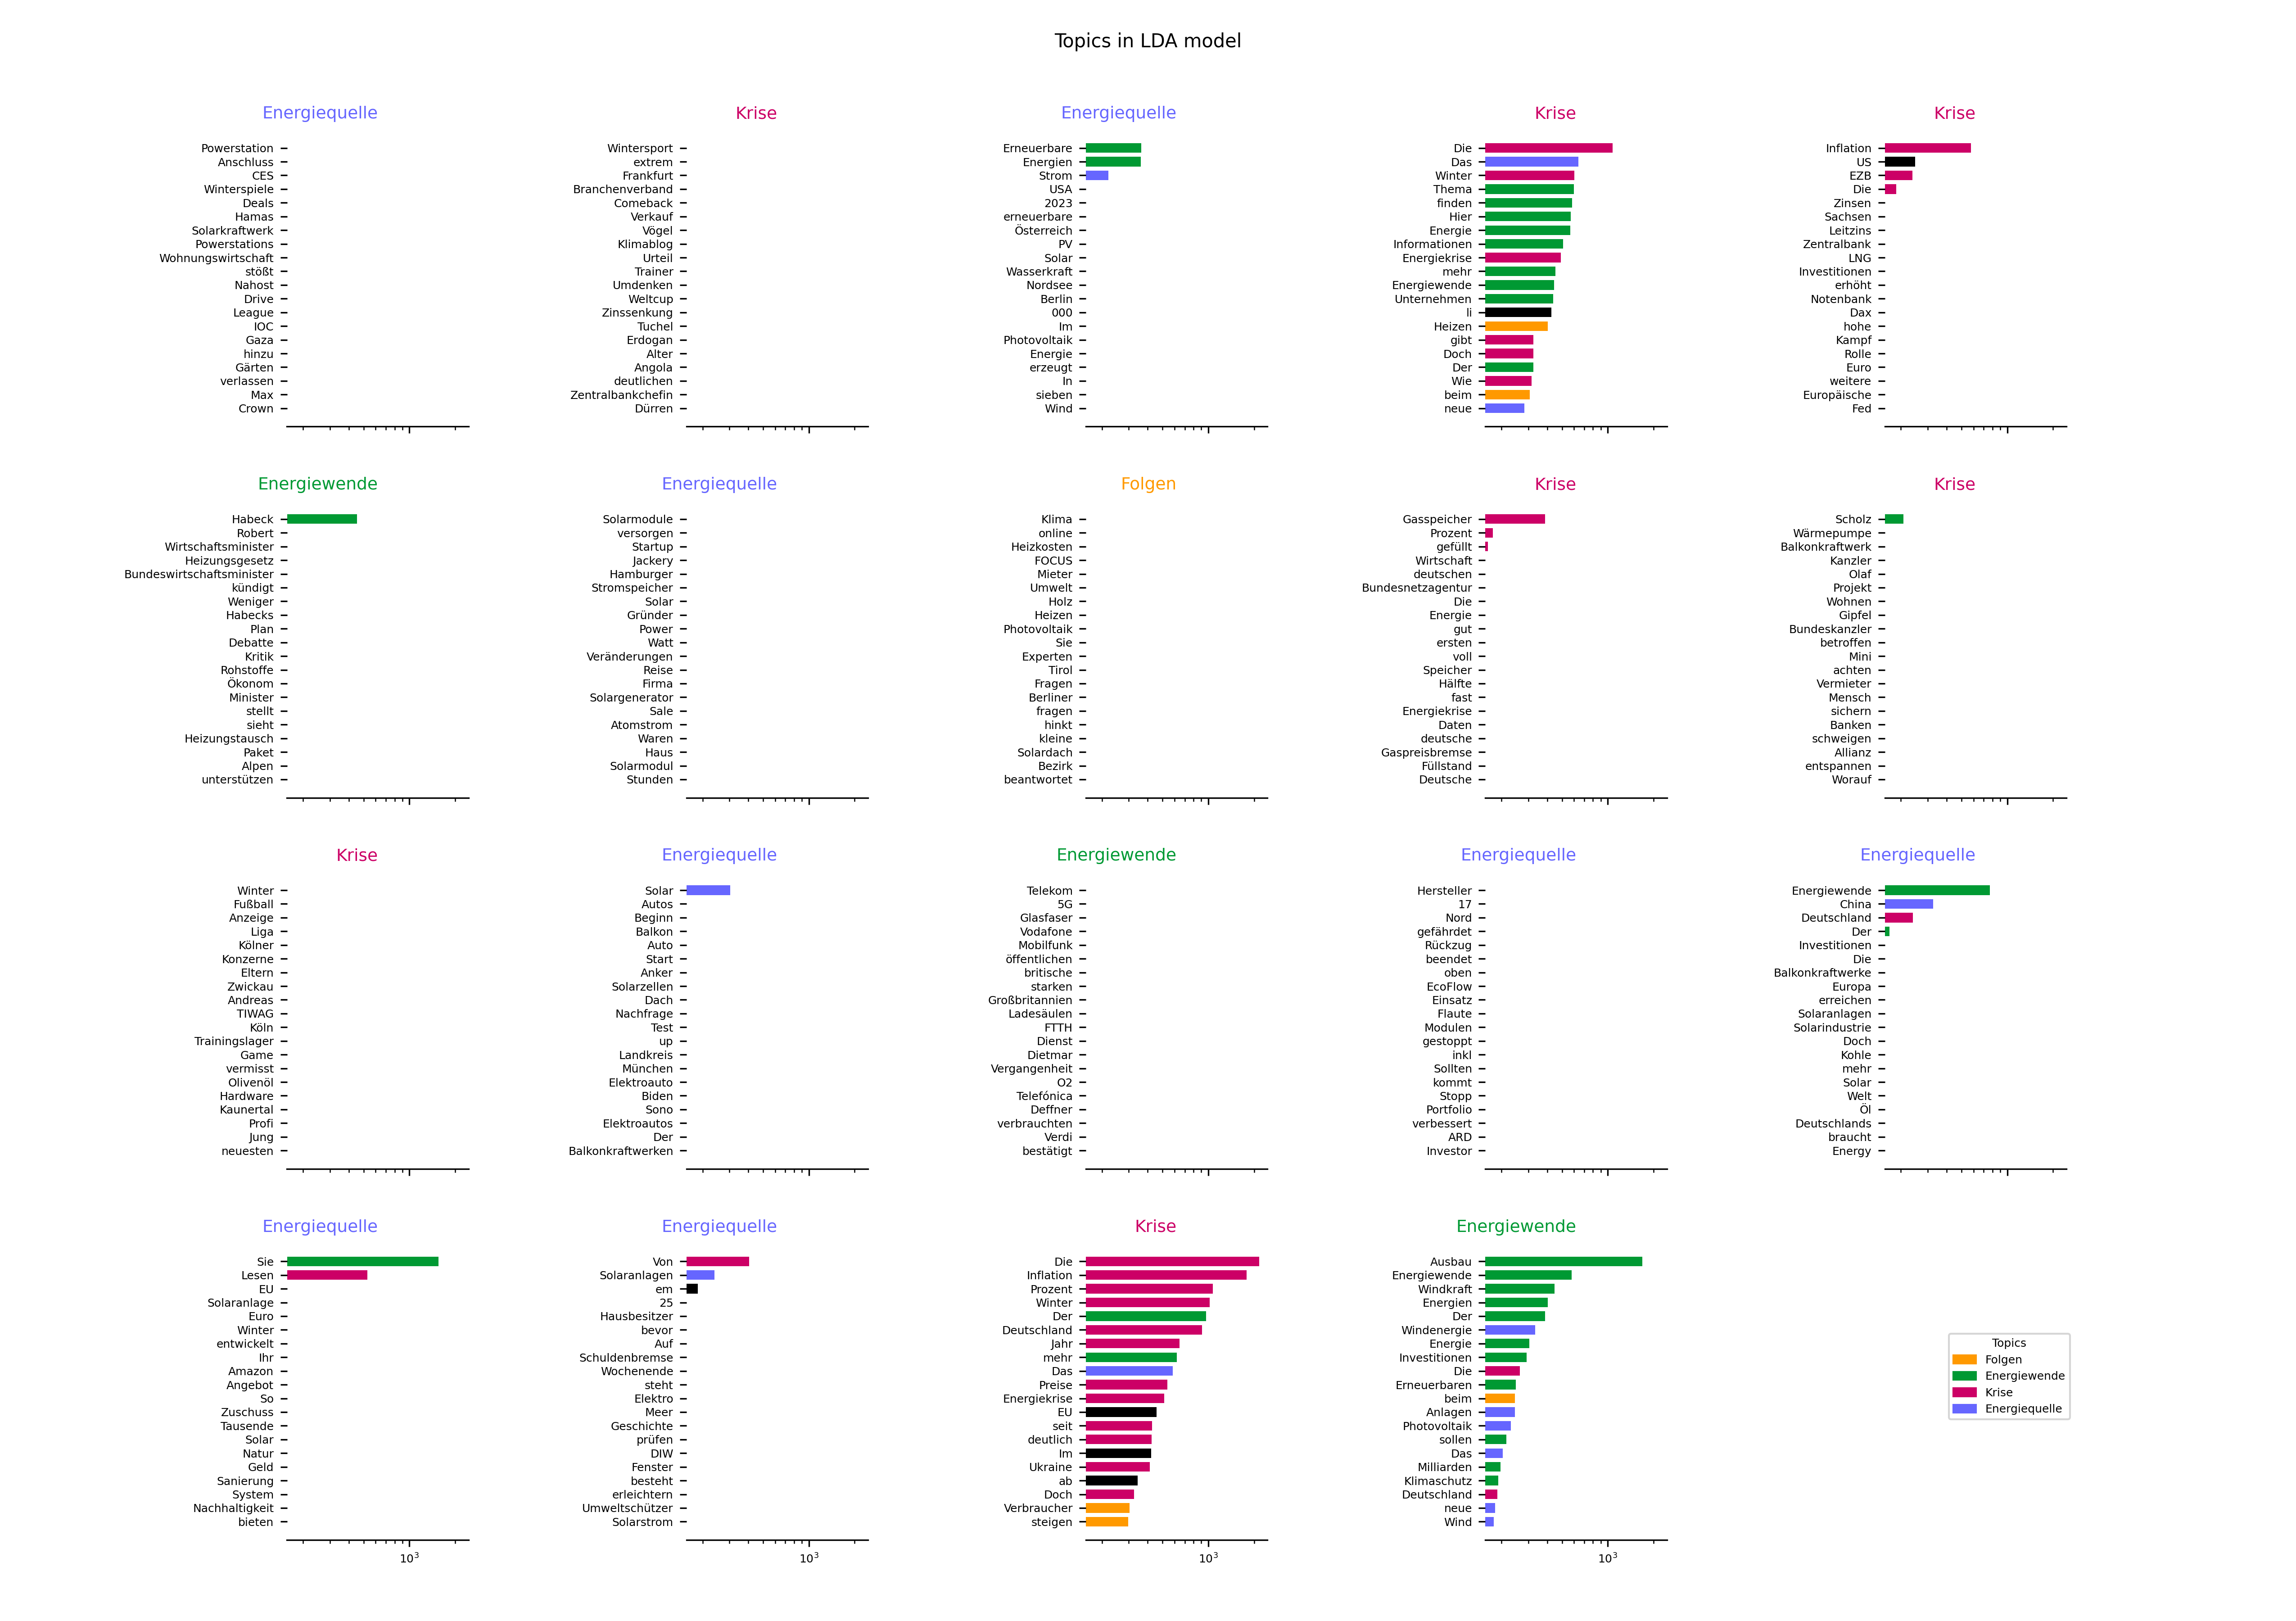 Topics in LDA model
Energiequelle
Powerstation
Anschluss
CES
Winterspiele
Deals
Hamas
Solarkraftwerk
Powerstations
Wohnungswirtschaft
stößt
Nahost
Drive
League
IOC
Gaza
hinzu
Gärten
verlassen
Max
Crown
Krise
Wintersport
extrem
Frankfurt
Branchenverband
Comeback
Verkauf
Vögel
Klimablog
Urteil
Trainer
Umdenken
Weltcup
Zinssenkung
Tuchel
Erdogan
Alter
Angola
deutlichen
Zentralbankchefin
Dürren
Energiequelle
Erneuerbare
Energien
Strom
USA
2023
erneuerbare
Österreich
PV
Solar
Wasserkraft
Nordsee
Berlin
000
Im
Photovoltaik
Energie
erzeugt
In
sieben
Wind
Krise
Die
Das
Winter
Thema
finden
Hier
Energie
Informationen
Energiekrise
mehr
Energiewende
Unternehmen
li
Heizen
gibt
Doch
Der
Wie
beim
neue
Krise
Inflation
US
EZB
Die
Zinsen
Sachsen
Leitzins
Zentralbank
LNG
Investitionen
erhöht
Notenbank
Dax
hohe
Kampf
Rolle
Euro
weitere
Europäische
Fed
Energiewende
Habeck
Robert
Wirtschaftsminister
Heizungsgesetz
Bundeswirtschaftsminister
kündigt
Weniger
Habecks
Plan
Debatte
Kritik
Rohstoffe
Ökonom
Minister
stellt
sieht
Heizungstausch
Paket
Alpen
unterstützen
Energiequelle
Solarmodule
versorgen
Startup
Jackery
Hamburger
Stromspeicher
Solar
Gründer
Power
Watt
Veränderungen
Reise
Firma
Solargenerator
Sale
Atomstrom
Waren
Haus
Solarmodul
Stunden
Folgen
Klima
online
Heizkosten
FOCUS
Mieter
Umwelt
Holz
Heizen
Photovoltaik
Sie
Experten
Tirol
Fragen
Berliner
fragen
hinkt
kleine
Solardach
Bezirk
beantwortet
Krise
Gasspeicher
Prozent
gefüllt
Wirtschaft
deutschen
Bundesnetzagentur
Die
Energie
gut
ersten
voll
Speicher
Hälfte
fast
Energiekrise
Daten
deutsche
Gaspreisbremse
Füllstand
Deutsche
Krise
Scholz
Wärmepumpe
Balkonkraftwerk
Kanzler
Olaf
Projekt
Wohnen
Gipfel
Bundeskanzler
betroffen
Mini
achten
Vermieter
Mensch
sichern
Banken
schweigen
Allianz
entspannen
Worauf
Krise
Winter
Fußball
Anzeige
Liga
Kölner
Konzerne
Eltern
Zwickau
Andreas
TIWAG
Köln
Trainingslager
Game
vermisst
Olivenöl
Hardware
Kaunertal
Profi
Jung
neuesten
Energiequelle
Solar
Autos
Beginn
Balkon
Auto
Start
Anker
Solarzellen
Dach
Nachfrage
Test
up
Landkreis
München
Elektroauto
Biden
Sono
Elektroautos
Der
Balkonkraftwerken
Energiewende
Telekom
5G
Glasfaser
Vodafone
Mobilfunk
öffentlichen
britische
starken
Großbritannien
Ladesäulen
FTTH
Dienst
Dietmar
Vergangenheit
O2
Telefónica
Deffner
verbrauchten
Verdi
bestätigt
Energiequelle
Hersteller
17
Nord
gefährdet
Rückzug
beendet
oben
EcoFlow
Einsatz
Flaute
Modulen
gestoppt
inkl
Sollten
kommt
Stopp
Portfolio
verbessert
ARD
Investor
Energiequelle
Energiewende
China
Deutschland
Der
Investitionen
Die
Balkonkraftwerke
Europa
erreichen
Solaranlagen
Solarindustrie
Doch
Kohle
mehr
Solar
Welt
Öl
Deutschlands
braucht
Energy
Energiequelle
Sie
Lesen
EU
Solaranlage
Euro
Winter
entwickelt
Ihr
Amazon
Angebot
So
Zuschuss
Tausende
Solar
Natur
Geld
Sanierung
System
Nachhaltigkeit
bieten
10³
Energiequelle
Von
Solaranlagen
em
25
Hausbesitzer
bevor
Auf
Schuldenbremse
Wochenende
steht
Elektro
Meer
Geschichte
prüfen
DIW
Fenster
besteht
erleichtern
Umweltschützer
Solarstrom
10³
Krise
Die
Inflation
Prozent
Winter
Der
Deutschland
Jahr
mehr
Das
Preise
Energiekrise
EU
seit
deutlich
Im
Ukraine
ab
Doch
Verbraucher
steigen
10³
Energiewende
Ausbau
Energiewende
Windkraft
Energien
Der
Windenergie
Energie
Investitionen
Die
Erneuerbaren
beim
Anlagen
Photovoltaik
sollen
Das
Milliarden
Klimaschutz
Deutschland
neue
Wind
10³
Topics
Folgen
Energiewende
Krise
Energiequelle